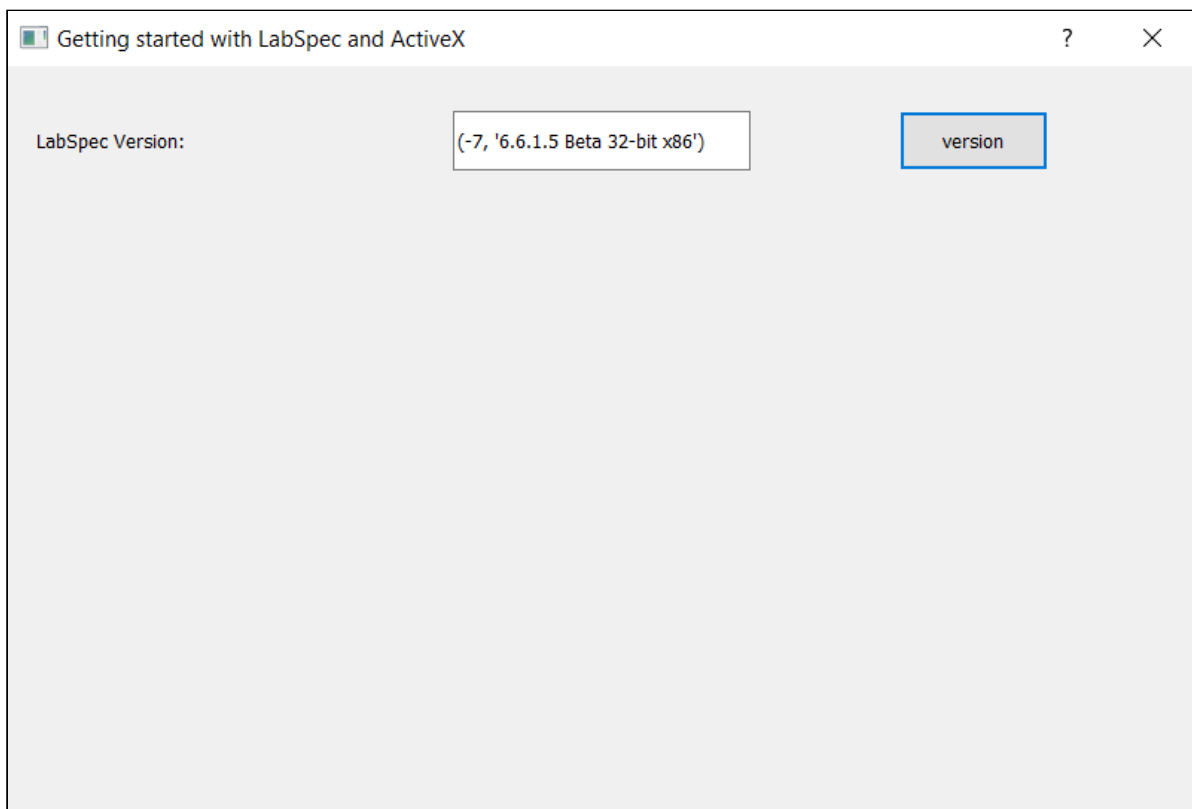 Getting started with LabSpec and ActiveX ?
LabSpec Version: (-7, '6.6.1.5 Beta 32-bit x86') version